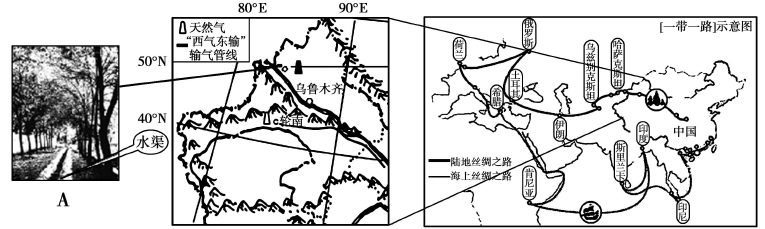 水渠
A
80°E
90°E
50°N
40°N
天然气
“西气东输”
输气管线
乌鲁木齐
轮南
[一带一路]示意图
荷兰
俄罗斯
土耳其
希腊
乌兹别克斯坦
哈萨克斯坦
伊朗
中国
印度
斯里兰卡
肯尼亚
印尼
陆地丝绸之路
海上丝绸之路